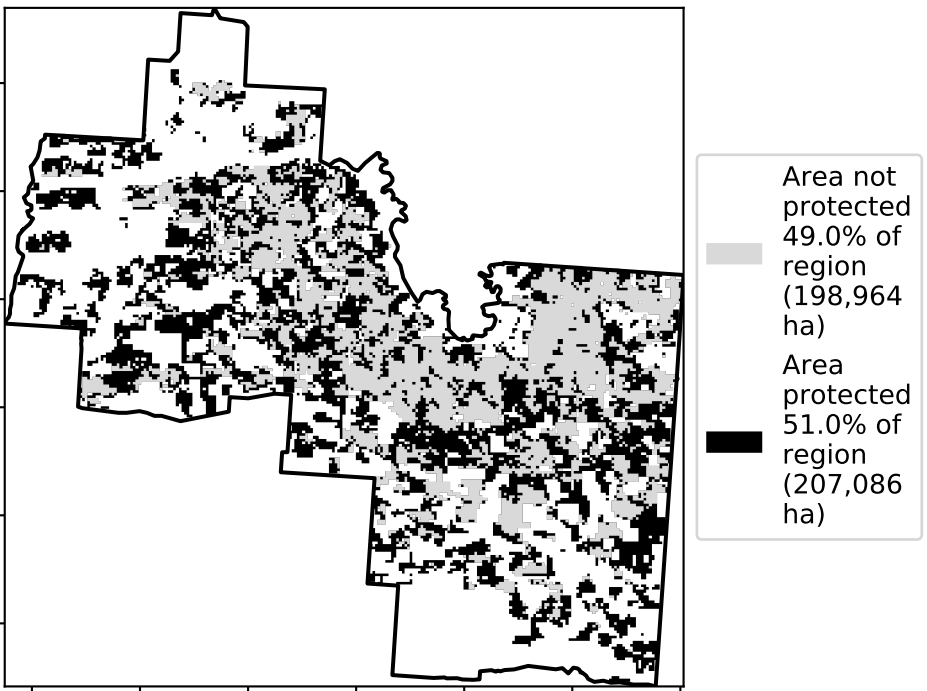 Area not
protected
49.0% of
region
(198,964
ha)
Area
protected
51.0% of
region
(207,086
ha)